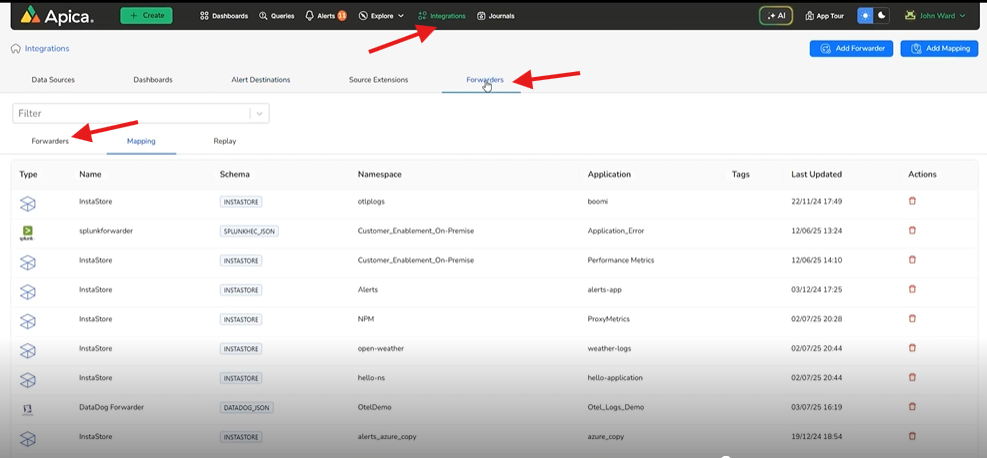 Apica. + Create Dashboards Queries Alerts 11 Explore Integrations Journals AI App Tour John Ward
Integrations Add Forwarder Add Mapping
Data Sources Dashboards Alert Destinations Source Extensions Forwarders
Filter
Forwarders Mapping Replay
Type Name Schema Namespace Application Tags Last Updated Actions
InstaStore INSTASTORE otlplogs boomi 22/11/24 17:49
splunk splunkforwarder SPLUNKHEC_JSON Customer_Enablement_On-Premise Application_Error 12/06/25 13:24
InstaStore INSTASTORE Customer_Enablement_On-Premise Performance Metrics 12/06/25 14:10
InstaStore INSTASTORE Alerts alerts-app 03/12/24 17:25
InstaStore INSTASTORE NPM ProxyMetrics 02/07/25 20:28
InstaStore INSTASTORE open-weather weather-logs 02/07/25 20:44
InstaStore INSTASTORE hello-ns hello-application 02/07/25 20:44
DataDog Forwarder DATADOG_JSON OtelDemo Otel_Logs_Demo 03/07/25 16:19
InstaStore INSTASTORE alerts_azure_copy azure_copy 19/12/24 18:54